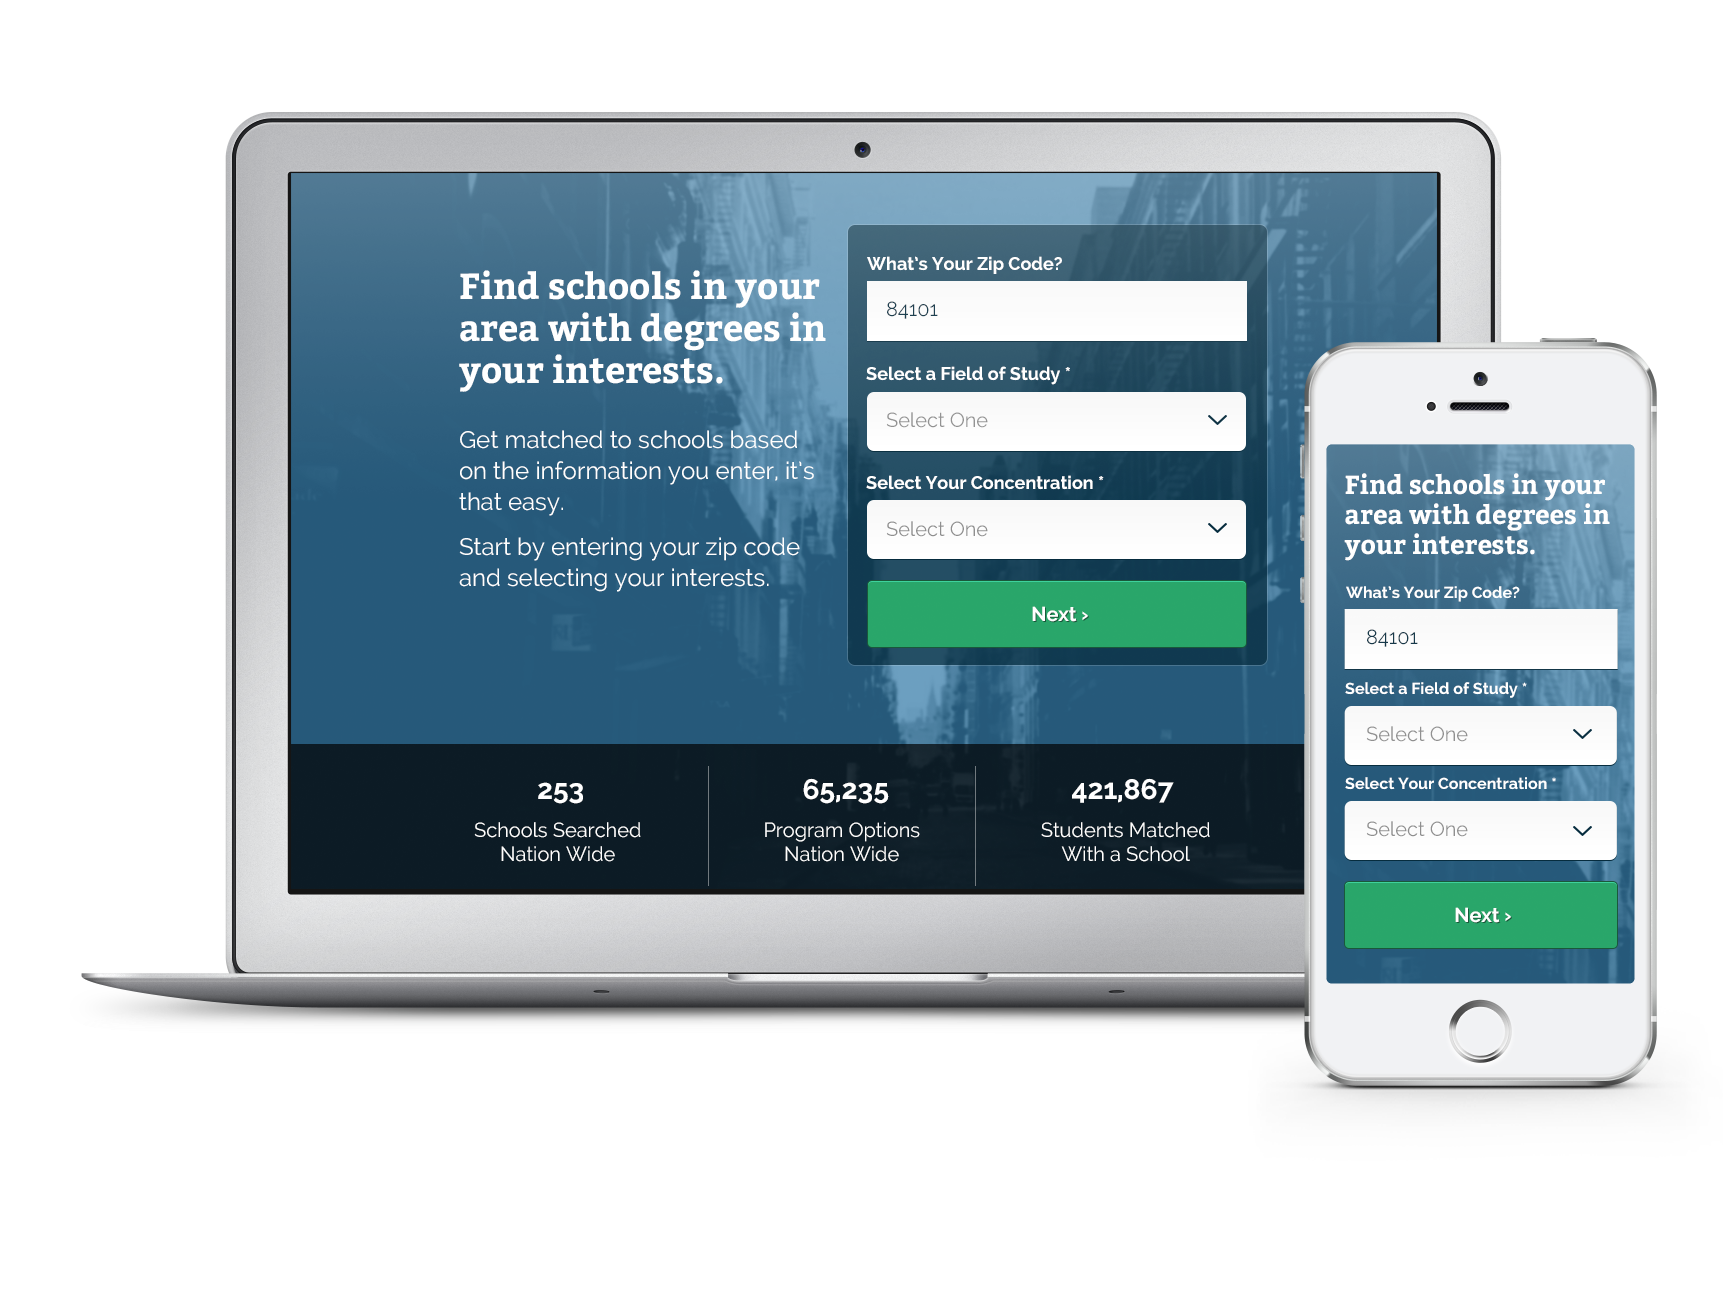 Find schools in your
area with degrees in
your interests.
Get matched to schools based
on the information you enter, it's
that easy.
Start by entering your zip code
and selecting your interests.
What's Your Zip Code?
84101
Select a Field of Study *
Select One
Select Your Concentration *
Select One
Next ›
253
Schools Searched
Nation Wide
65,235
Program Options
Nation Wide
421,867
Students Matched
With a School
Find schools in your
area with degrees in
your interests.
What's Your Zip Code?
84101
Select a Field of Study *
Select One
Select Your Concentration *
Select One
Next ›